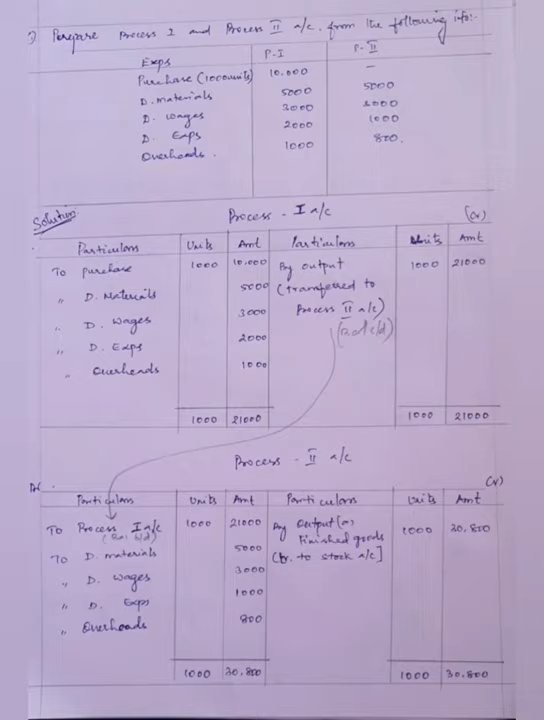 1) Prepare Process I and Process II a/c. from the following info:-
Exps P-I P-II
Purchase (1000 units) 10.000 —
D. materials 5000 5000
D. wages 3000 3000
D. Exps 2000 1000
Overheads. 1000 800.
Solution:
Process - I a/c
(Cr)
Particulars Units Amt Particulars Units Amt
To purchase 1000 10.000 By output 1000 21000
" D. Materials 5000 (transferred to
" D. Wages 3000 Process II a/c)
(Bal c/d)
" D. Exps 2000
" Overheads 1000
1000 21000 1000 21000
Process - II a/c
Dr. (Cr)
Particulars Units Amt Particulars Units Amt
To Process I a/c 1000 21000 By Output (or) 1000 30.800
(Bal b/d) Finished goods
To D. materials 5000 [tr. to stock a/c]
" D. Wages 3000
" D. Exps 1000
" Overheads 800
1000 30.800 1000 30.800